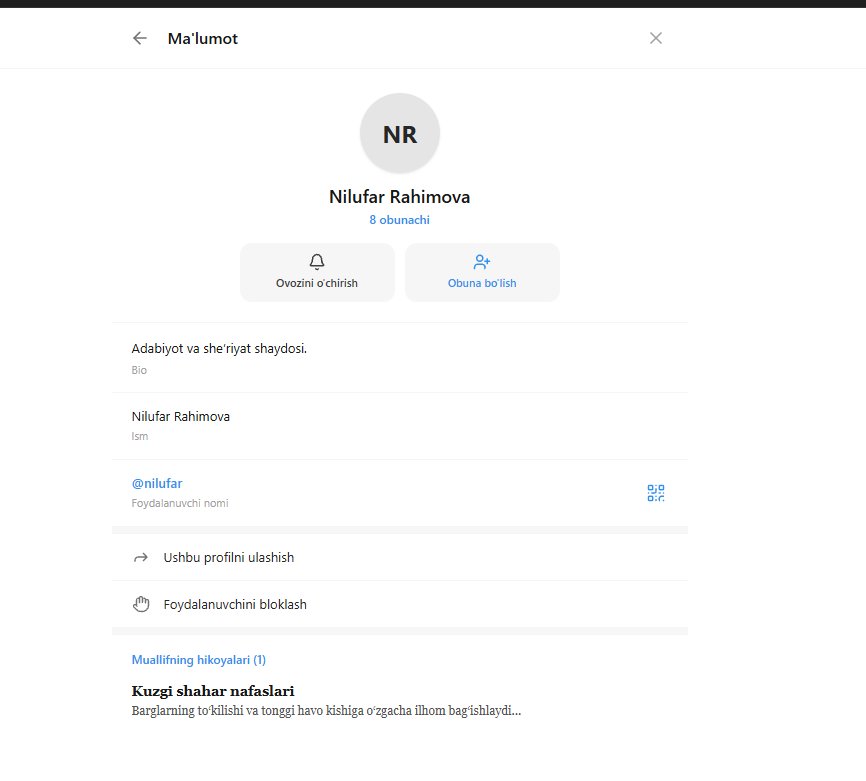 Ma'lumot
NR
Nilufar Rahimova
8 obunachi
Ovozini o'chirish
Obuna bo'lish
Adabiyot va she'riyat shaydosi.
Bio
Nilufar Rahimova
Ism
@nilufar
Foydalanuvchi nomi
Ushbu profilni ulashish
Foydalanuvchini bloklash
Muallifning hikoyalari (1)
Kuzgi shahar nafaslari
Barglarning to‘kilishi va tonggi havo kishiga o‘zgacha ilhom bag‘ishlaydi...